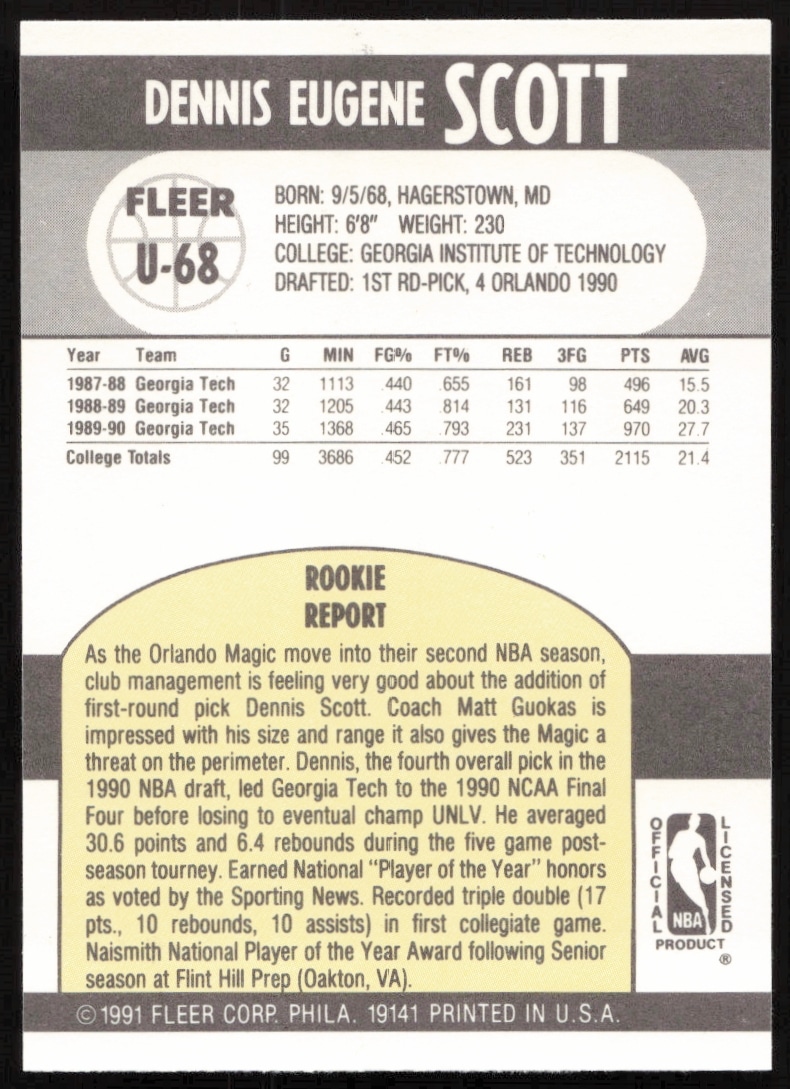 DENNIS EUGENE SCOTT
FLEER
U-68
BORN: 9/5/68, HAGERSTOWN, MD
HEIGHT: 6'8" WEIGHT: 230
COLLEGE: GEORGIA INSTITUTE OF TECHNOLOGY
DRAFTED: 1ST RD-PICK, 4 ORLANDO 1990
Year Team G MIN FG% FT% REB 3FG PTS AVG
1987-88 Georgia Tech 32 1113 .440 .655 161 98 496 15.5
1988-89 Georgia Tech 32 1205 .443 .814 131 116 649 20.3
1989-90 Georgia Tech 35 1368 .465 .793 231 137 970 27.7
College Totals 99 3686 .452 .777 523 351 2115 21.4
ROOKIE
REPORT
As the Orlando Magic move into their second NBA season,
club management is feeling very good about the addition of
first-round pick Dennis Scott. Coach Matt Guokas is
impressed with his size and range it also gives the Magic a
threat on the perimeter. Dennis, the fourth overall pick in the
1990 NBA draft, led Georgia Tech to the 1990 NCAA Final
Four before losing to eventual champ UNLV. He averaged
30.6 points and 6.4 rebounds during the five game post-
season tourney. Earned National "Player of the Year" honors
as voted by the Sporting News. Recorded triple double (17
pts., 10 rebounds, 10 assists) in first collegiate game.
Naismith National Player of the Year Award following Senior
season at Flint Hill Prep (Oakton, VA).
OFFICIAL
LICENSED
NBA
PRODUCT
®
©1991 FLEER CORP. PHILA. 19141 PRINTED IN U.S.A.